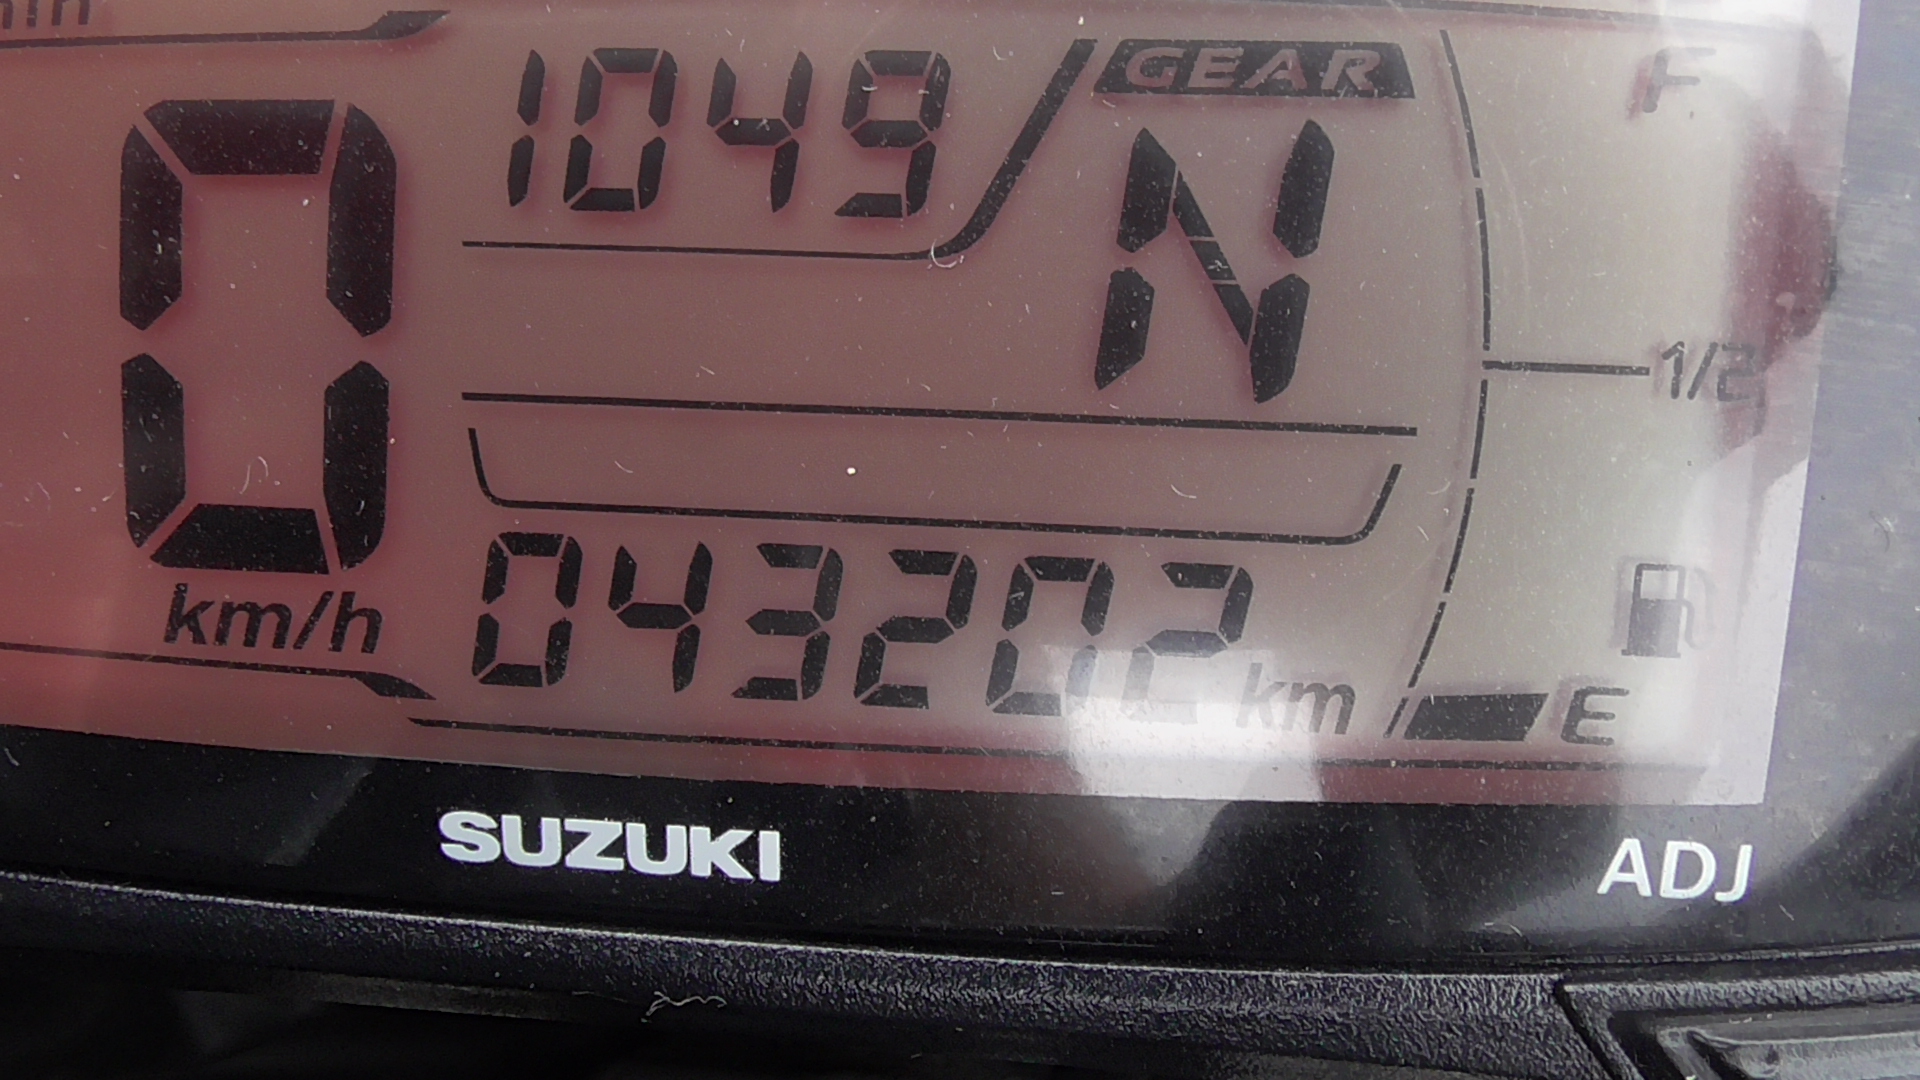 1049
GEAR
F
N
0
1/2
km/h
043202 km
E
SUZUKI
ADJ